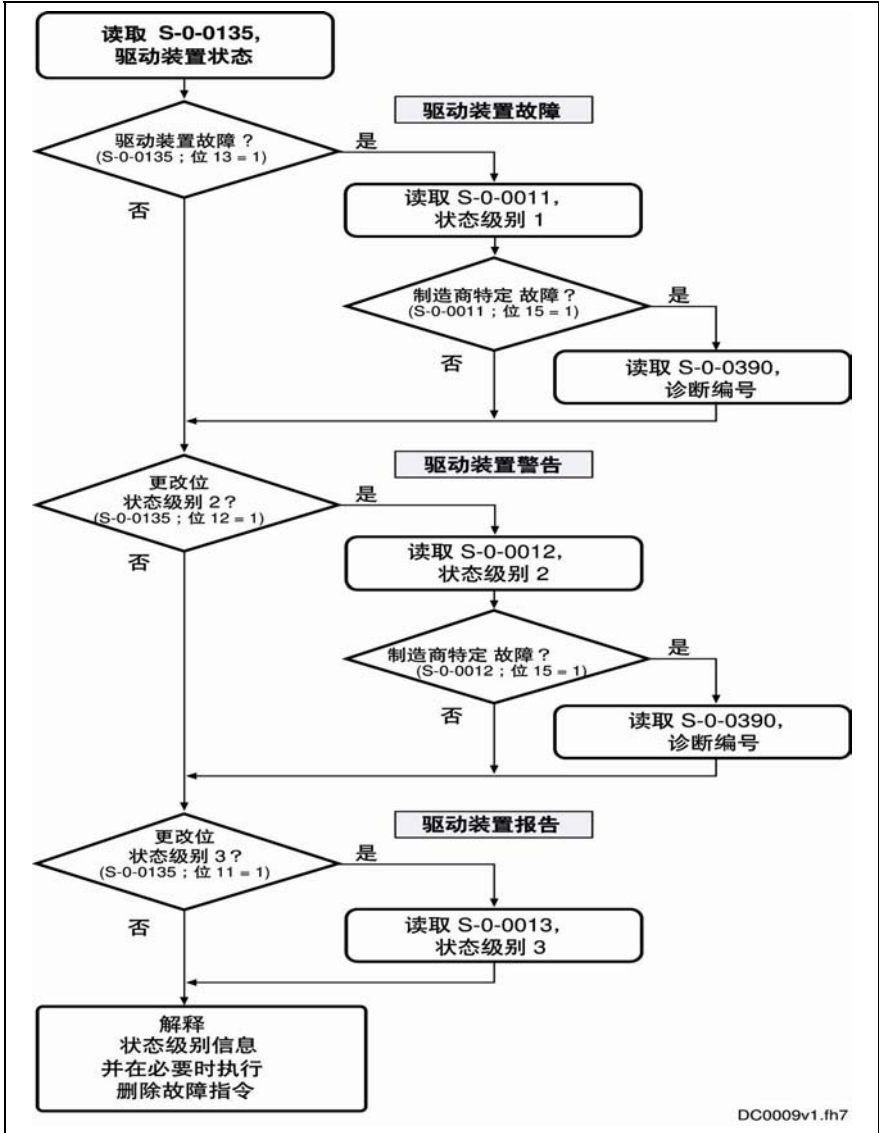 读取 S-0-0135,
驱动装置状态
驱动装置故障
驱动装置故障？
(S-0-0135；位 13 = 1)
是
否
读取 S-0-0011,
状态级别 1
制造商特定 故障？
(S-0-0011；位 15 = 1)
是
否
读取 S-0-0390,
诊断编号
驱动装置警告
更改位
状态级别 2？
(S-0-0135；位 12 = 1)
是
否
读取 S-0-0012,
状态级别 2
制造商特定 故障？
(S-0-0012；位 15 = 1)
是
否
读取 S-0-0390,
诊断编号
驱动装置报告
更改位
状态级别 3？
(S-0-0135；位 11 = 1)
是
否
读取 S-0-0013,
状态级别 3
解释
状态级别信息
并在必要时执行
删除故障指令
DC0009v1.fh7